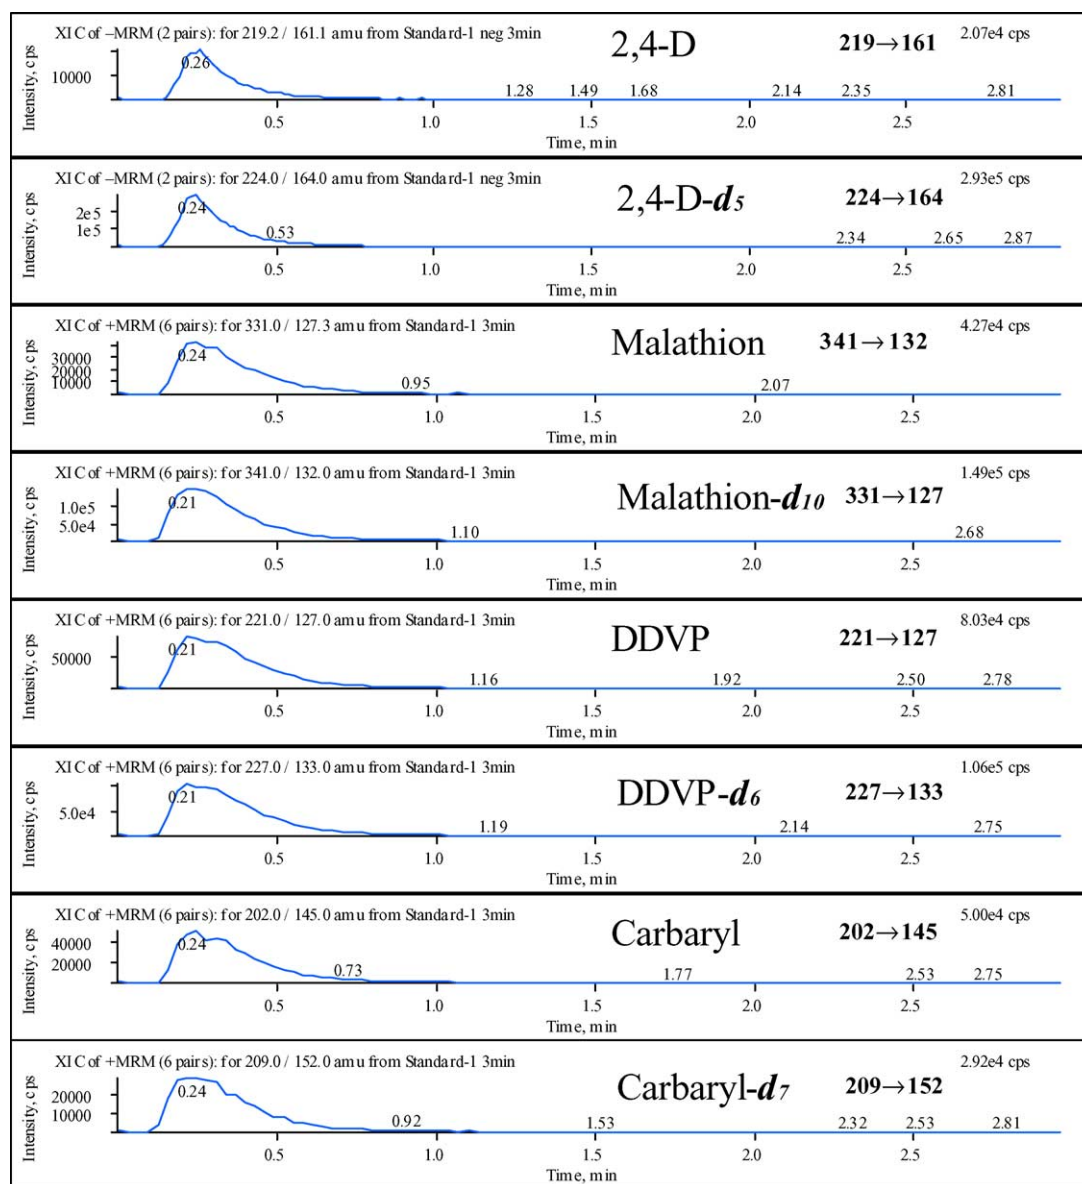 XIC of –MRM (2 pairs): for 219.2 / 161.1 amu from Standard-1 neg 3min 2,4-D 219→161 2.07e4 cps
Intensity, cps
10000
0.26 1.28 1.49 1.68 2.14 2.35 2.81
0.5 1.0 1.5 2.0 2.5
Time, min
XIC of –MRM (2 pairs): for 224.0 / 164.0 amu from Standard-1 neg 3min 2,4-D-d5 224→164 2.93e5 cps
Intensity, cps
2e5
1e5
0.24 0.53 2.34 2.65 2.87
0.5 1.0 1.5 2.0 2.5
Time, min
XIC of +MRM (6 pairs): for 331.0 / 127.3 amu from Standard-1 3min Malathion 341→132 4.27e4 cps
Intensity, cps
30000
20000
10000
0.24 0.95 2.07
0.5 1.0 1.5 2.0 2.5
Time, min
XIC of +MRM (6 pairs): for 341.0 / 132.0 amu from Standard-1 3min Malathion-d10 331→127 1.49e5 cps
Intensity, cps
1.0e5
5.0e4
0.21 1.10 2.68
0.5 1.0 1.5 2.0 2.5
Time, min
XIC of +MRM (6 pairs): for 221.0 / 127.0 amu from Standard-1 3min DDVP 221→127 8.03e4 cps
Intensity, cps
50000
0.21 1.16 1.92 2.50 2.78
0.5 1.0 1.5 2.0 2.5
Time, min
XIC of +MRM (6 pairs): for 227.0 / 133.0 amu from Standard-1 3min DDVP-d6 227→133 1.06e5 cps
Intensity, cps
5.0e4
0.21 1.19 2.14 2.75
0.5 1.0 1.5 2.0 2.5
Time, min
XIC of +MRM (6 pairs): for 202.0 / 145.0 amu from Standard-1 3min Carbaryl 202→145 5.00e4 cps
Intensity, cps
40000
20000
0.24 0.73 1.77 2.53 2.75
0.5 1.0 1.5 2.0 2.5
Time, min
XIC of +MRM (6 pairs): for 209.0 / 152.0 amu from Standard-1 3min Carbaryl-d7 209→152 2.92e4 cps
Intensity, cps
20000
10000
0.24 0.92 1.53 2.32 2.53 2.81
0.5 1.0 1.5 2.0 2.5
Time, min